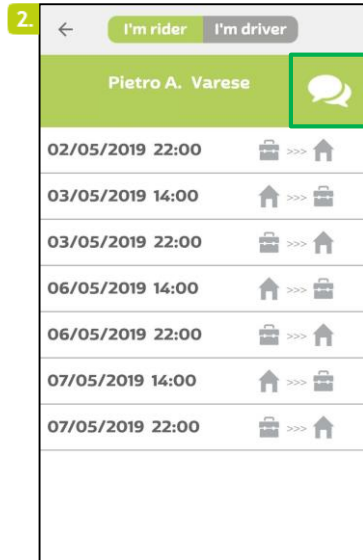 2.
I'm rider I'm driver
Pietro A. Varese
02/05/2019 22:00 >>>
03/05/2019 14:00 >>>
03/05/2019 22:00 >>>
06/05/2019 14:00 >>>
06/05/2019 22:00 >>>
07/05/2019 14:00 >>>
07/05/2019 22:00 >>>